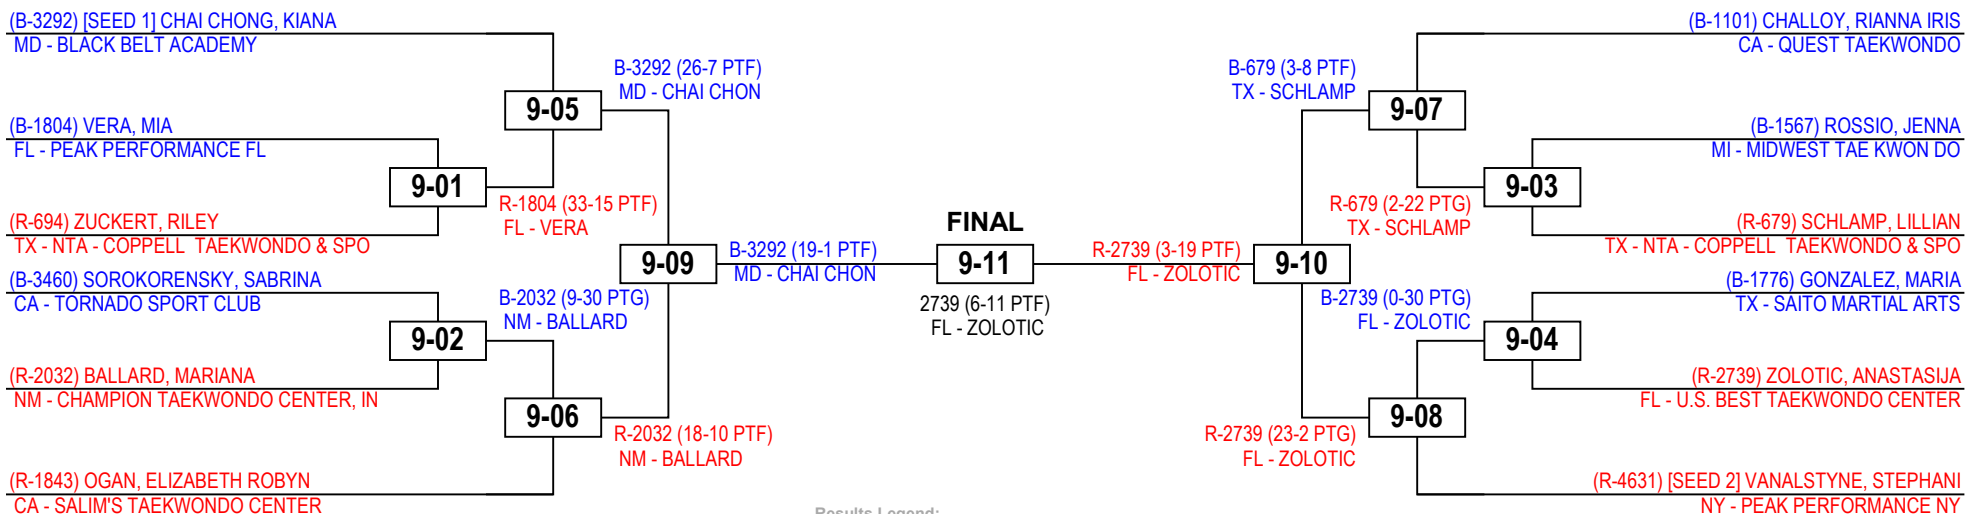 (B-3292) [SEED 1] CHAI CHONG, KIANA
MD - BLACK BELT ACADEMY
(B-1804) VERA, MIA
FL - PEAK PERFORMANCE FL
(R-694) ZUCKERT, RILEY
TX - NTA - COPPELL  TAEKWONDO & SPO
(B-3460) SOROKORENSKY, SABRINA
CA - TORNADO SPORT CLUB
(R-2032) BALLARD, MARIANA
NM - CHAMPION TAEKWONDO CENTER, IN
(R-1843) OGAN, ELIZABETH ROBYN
CA - SALIM'S TAEKWONDO CENTER
9-01
9-02
9-05
R-1804 (33-15 PTF)
FL - VERA
B-2032 (9-30 PTG)
NM - BALLARD
9-06
B-3292 (26-7 PTF)
MD - CHAI CHON
9-09
R-2032 (18-10 PTF)
NM - BALLARD
B-3292 (19-1 PTF)
MD - CHAI CHON
FINAL
9-11
2739 (6-11 PTF)
FL - ZOLOTIC
Results Legend:
R-2739 (3-19 PTF)
FL - ZOLOTIC
B-679 (3-8 PTF)
TX - SCHLAMP
9-10
R-2739 (23-2 PTG)
FL - ZOLOTIC
9-07
R-679 (2-22 PTG)
TX - SCHLAMP
B-2739 (0-30 PTG)
FL - ZOLOTIC
9-08
9-03
9-04
(B-1101) CHALLOY, RIANNA IRIS
CA - QUEST TAEKWONDO
(B-1567) ROSSIO, JENNA
MI - MIDWEST TAE KWON DO
(R-679) SCHLAMP, LILLIAN
TX - NTA - COPPELL  TAEKWONDO & SPO
(B-1776) GONZALEZ, MARIA
TX - SAITO MARTIAL ARTS
(R-2739) ZOLOTIC, ANASTASIJA
FL - U.S. BEST TAEKWONDO CENTER
(R-4631) [SEED 2] VANALSTYNE, STEPHANI
NY - PEAK PERFORMANCE NY